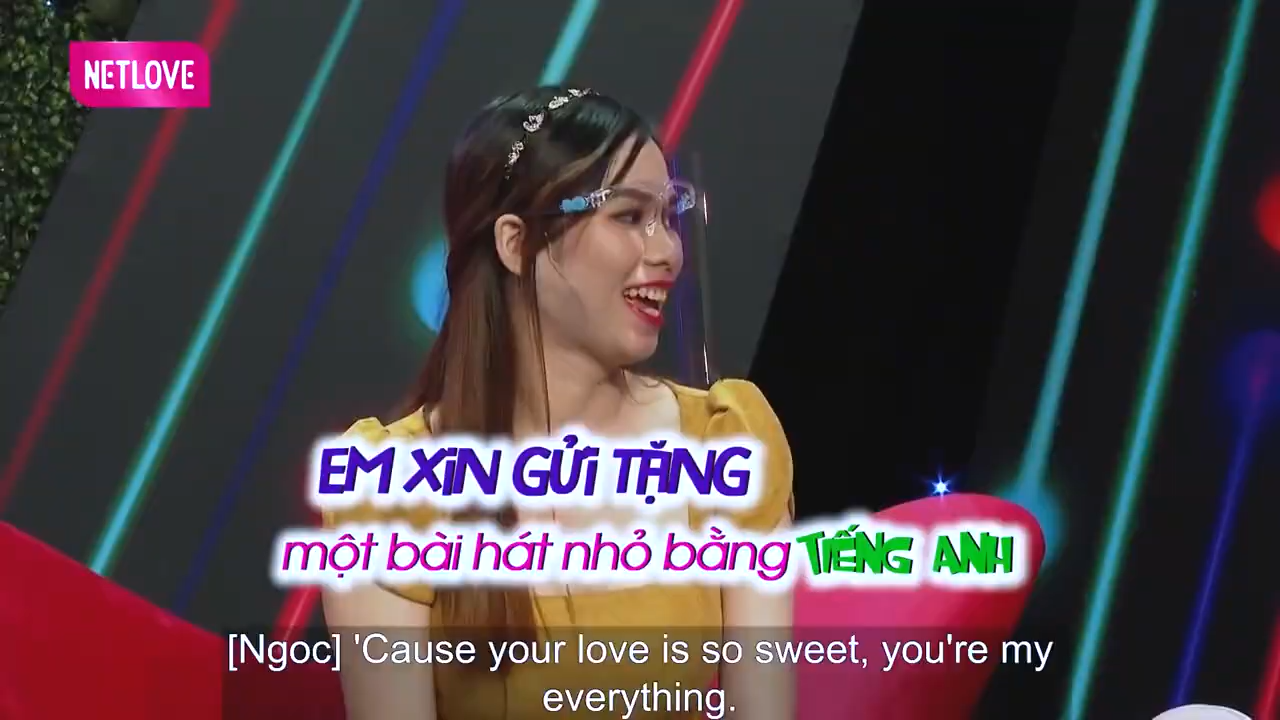 NETLOVE
EM XIN GỬI TẶNG
một bài hát nhỏ bằng TIẾNG ANH
[Ngoc] 'Cause your love is so sweet, you're my
everything.